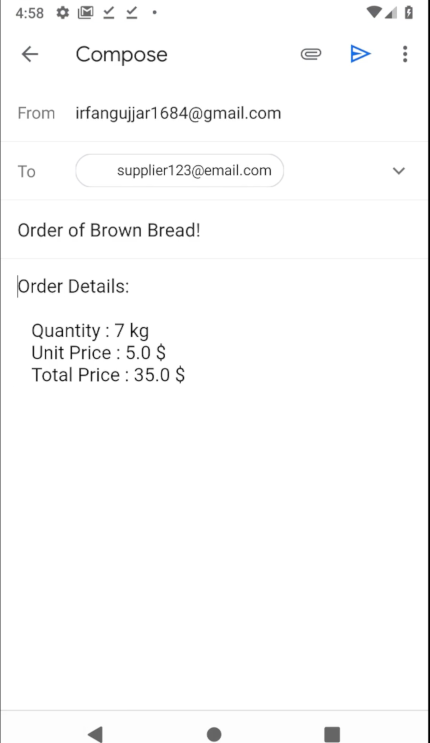 4:58
Compose
From irfangujjar1684@gmail.com
To supplier123@email.com
Order of Brown Bread!
Order Details:
Quantity : 7 kg
Unit Price : 5.0 $
Total Price : 35.0 $